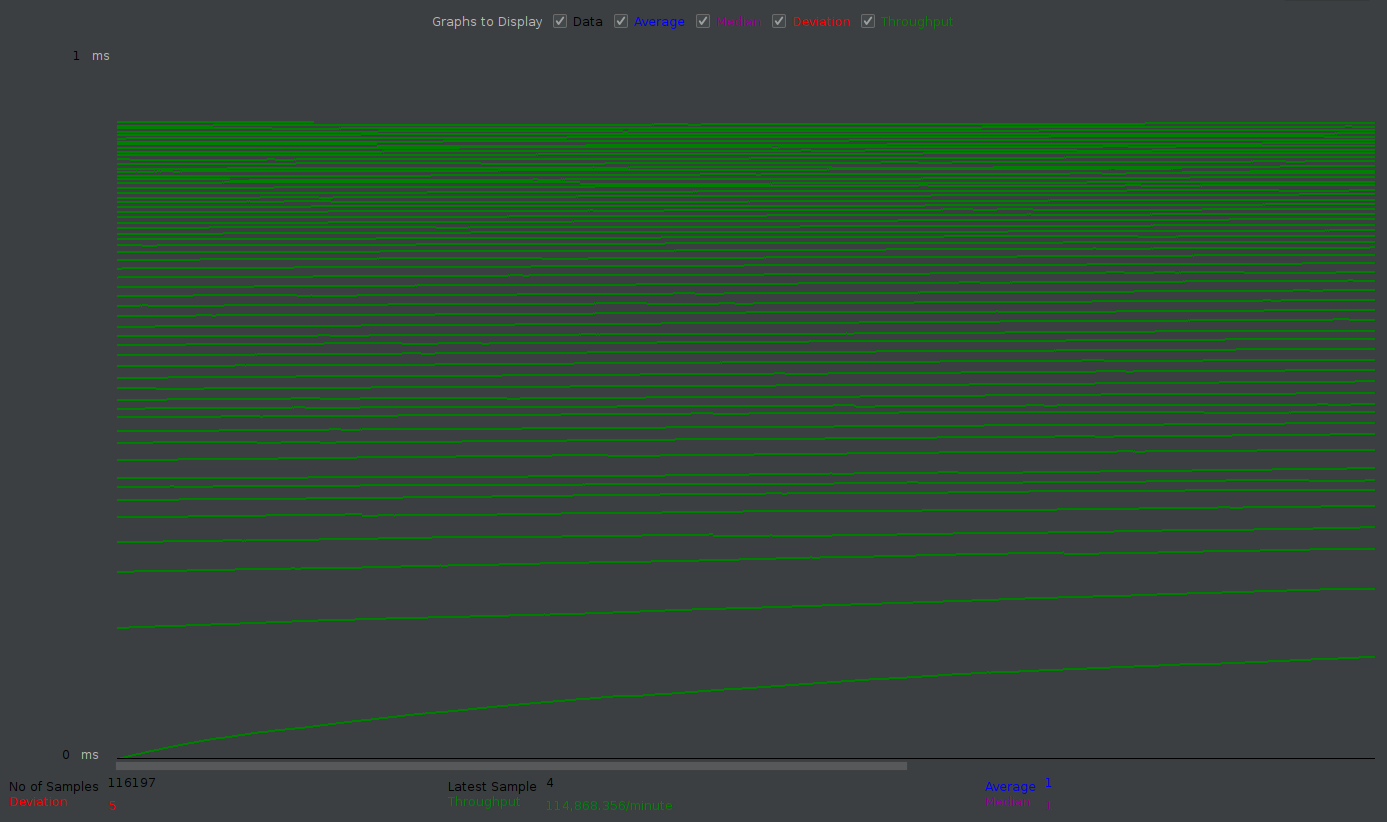 Graphs to Display Data Average Median Deviation Throughput
1 ms
0 ms
No of Samples 116197 Latest Sample 4 Average 1
Deviation 5 Throughput 114,868.356/minute Median 1